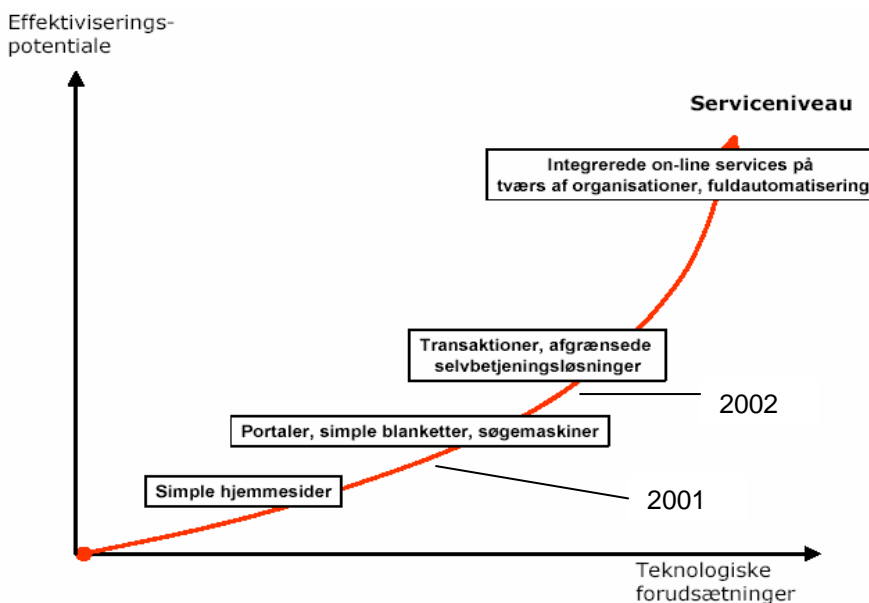 Effektiviserings-
potentiale
Serviceniveau
Integrerede on-line services på
tværs af organisationer, fuldautomatisering
Transaktioner, afgrænsede
selvbetjeningsløsninger
2002
Portaler, simple blanketter, søgemaskiner
Simple hjemmesider
2001
Teknologiske
forudsætninger